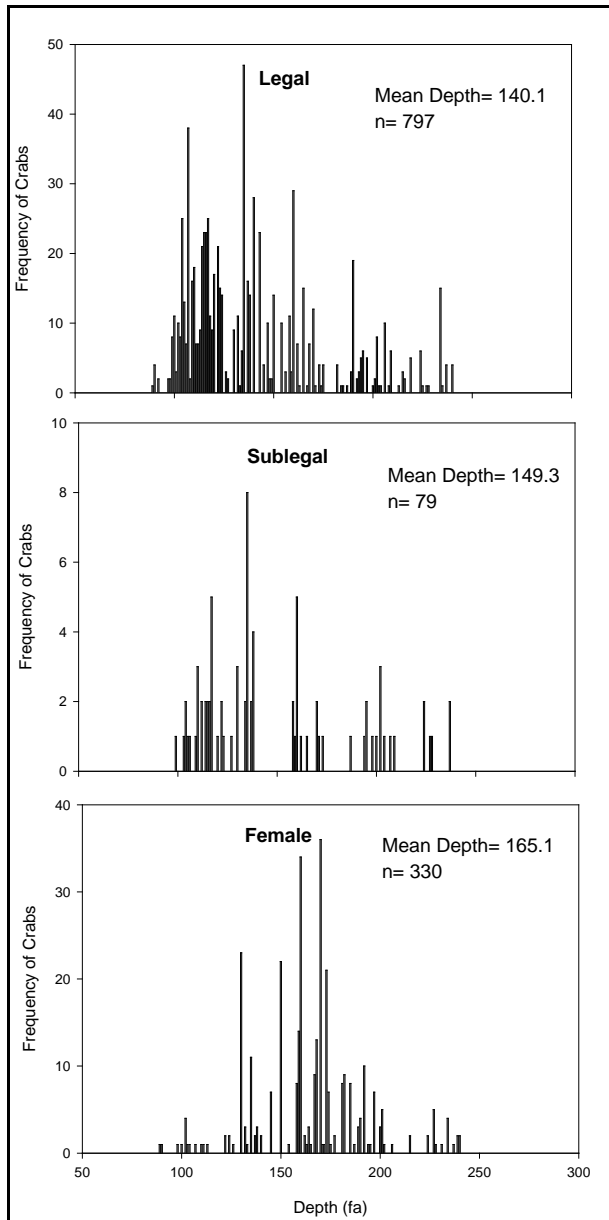 50
40
30
20
10
0
Frequency of Crabs
Legal
Mean Depth= 140.1
n= 797
10
8
6
4
2
0
Frequency of Crabs
Sublegal
Mean Depth= 149.3
n= 79
40
30
20
10
0
Frequency of Crabs
Female
Mean Depth= 165.1
n= 330
50 100 150 200 250 300
Depth (fa)